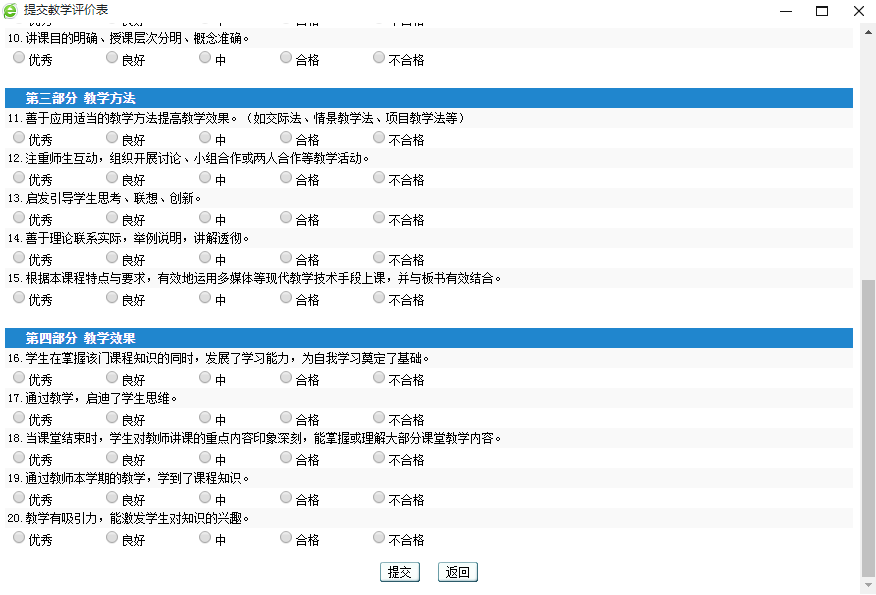 提交教学评价表
10.讲课目的明确、授课层次分明、概念准确。
优秀 良好 中 合格 不合格
第三部分 教学方法
11.善于应用适当的教学方法提高教学效果。（如交际法、情景教学法、项目教学法等）
优秀 良好 中 合格 不合格
12.注重师生互动，组织开展讨论、小组合作或两人合作等教学活动。
优秀 良好 中 合格 不合格
13.启发引导学生思考、联想、创新。
优秀 良好 中 合格 不合格
14.善于理论联系实际，举例说明，讲解透彻。
优秀 良好 中 合格 不合格
15.根据本课程特点与要求，有效地运用多媒体等现代教学技术手段上课，并与板书有效结合。
优秀 良好 中 合格 不合格
第四部分 教学效果
16.学生在掌握该门课程知识的同时，发展了学习能力，为自我学习奠定了基础。
优秀 良好 中 合格 不合格
17.通过教学，启迪了学生思维。
优秀 良好 中 合格 不合格
18.当课堂结束时，学生对教师讲课的重点内容印象深刻，能掌握或理解大部分课堂教学内容。
优秀 良好 中 合格 不合格
19.通过教师本学期的教学，学到了课程知识。
优秀 良好 中 合格 不合格
20.教学有吸引力，能激发学生对知识的兴趣。
优秀 良好 中 合格 不合格
提交 返回